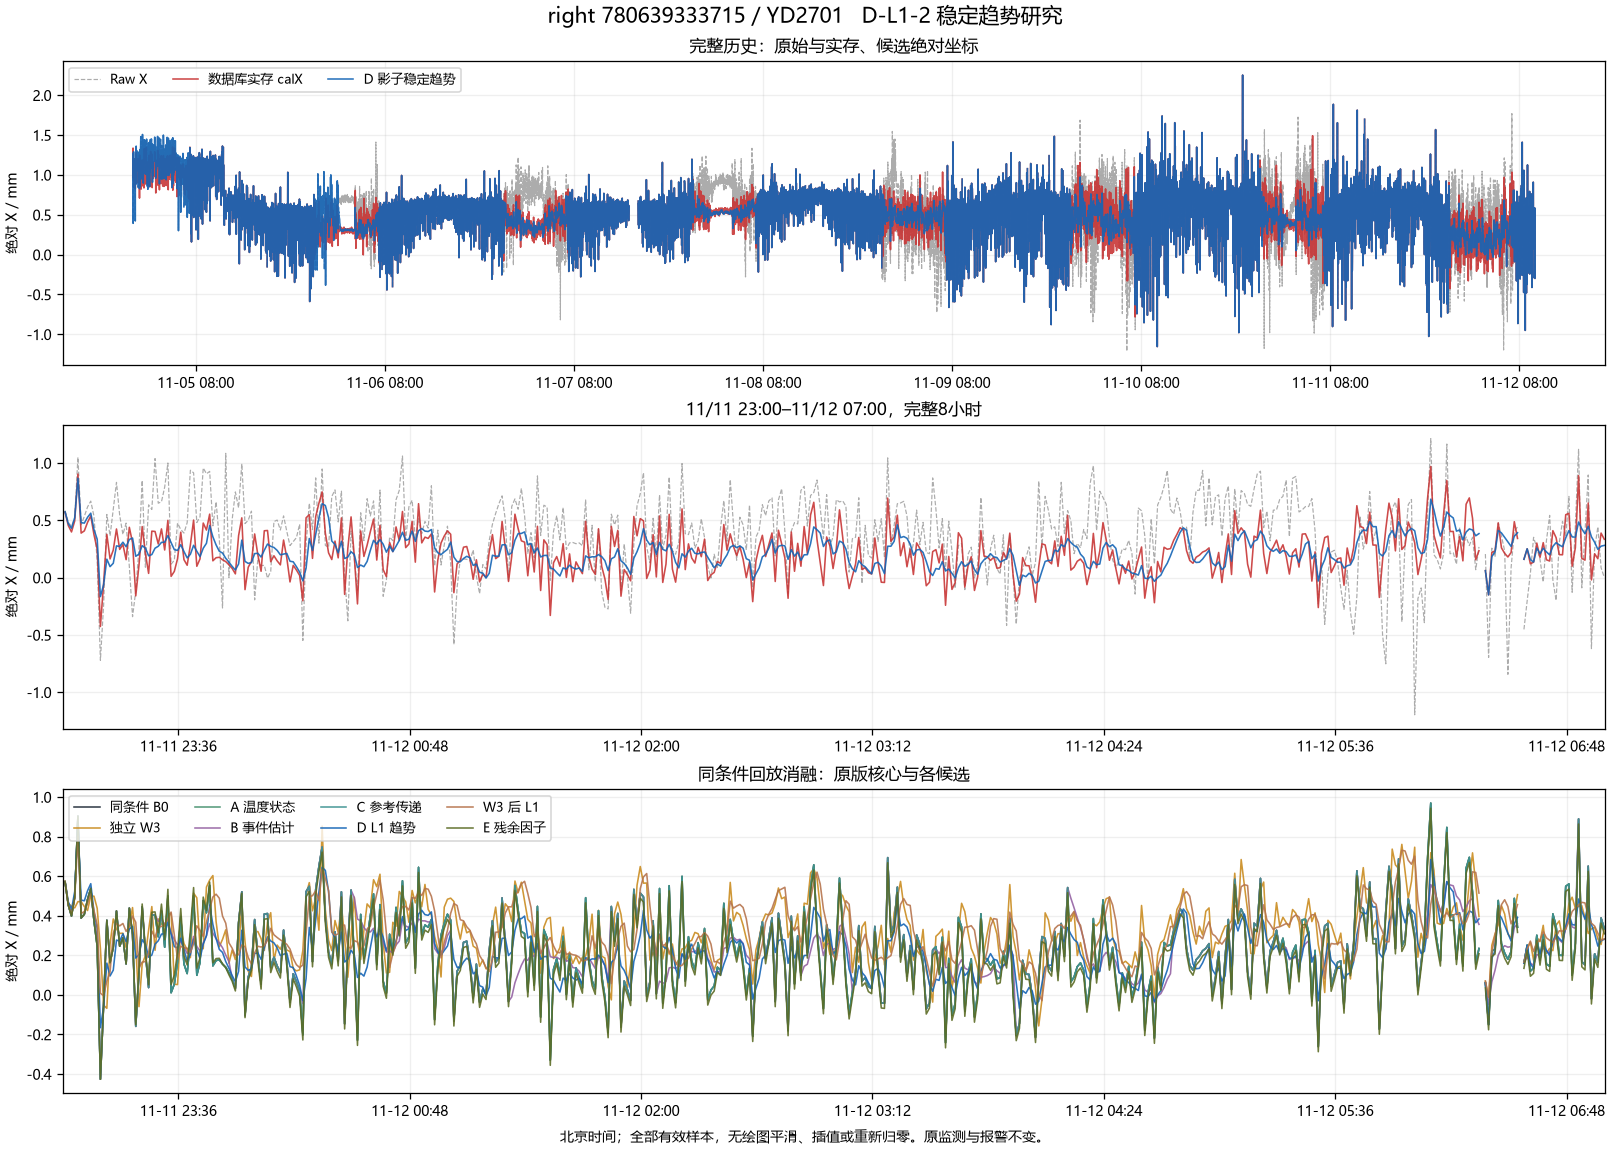 right 780639333715 / YD2701   D-L1-2 稳定趋势研究
完整历史：原始与实存、候选绝对坐标
Raw X
数据库实存 calX
D 影子稳定趋势
绝对 X / mm
2.0
1.5
1.0
0.5
0.0
-0.5
-1.0
11-05 08:00
11-06 08:00
11-07 08:00
11-08 08:00
11-09 08:00
11-10 08:00
11-11 08:00
11-12 08:00
11/11 23:00–11/12 07:00，完整8小时
绝对 X / mm
1.0
0.5
0.0
-0.5
-1.0
11-11 23:36
11-12 00:48
11-12 02:00
11-12 03:12
11-12 04:24
11-12 05:36
11-12 06:48
同条件回放消融：原版核心与各候选
同条件 B0
独立 W3
A 温度状态
B 事件估计
C 参考传递
D L1 趋势
W3 后 L1
E 残余因子
绝对 X / mm
1.0
0.8
0.6
0.4
0.2
0.0
-0.2
-0.4
11-11 23:36
11-12 00:48
11-12 02:00
11-12 03:12
11-12 04:24
11-12 05:36
11-12 06:48
北京时间；全部有效样本，无绘图平滑、插值或重新归零。原监测与报警不变。